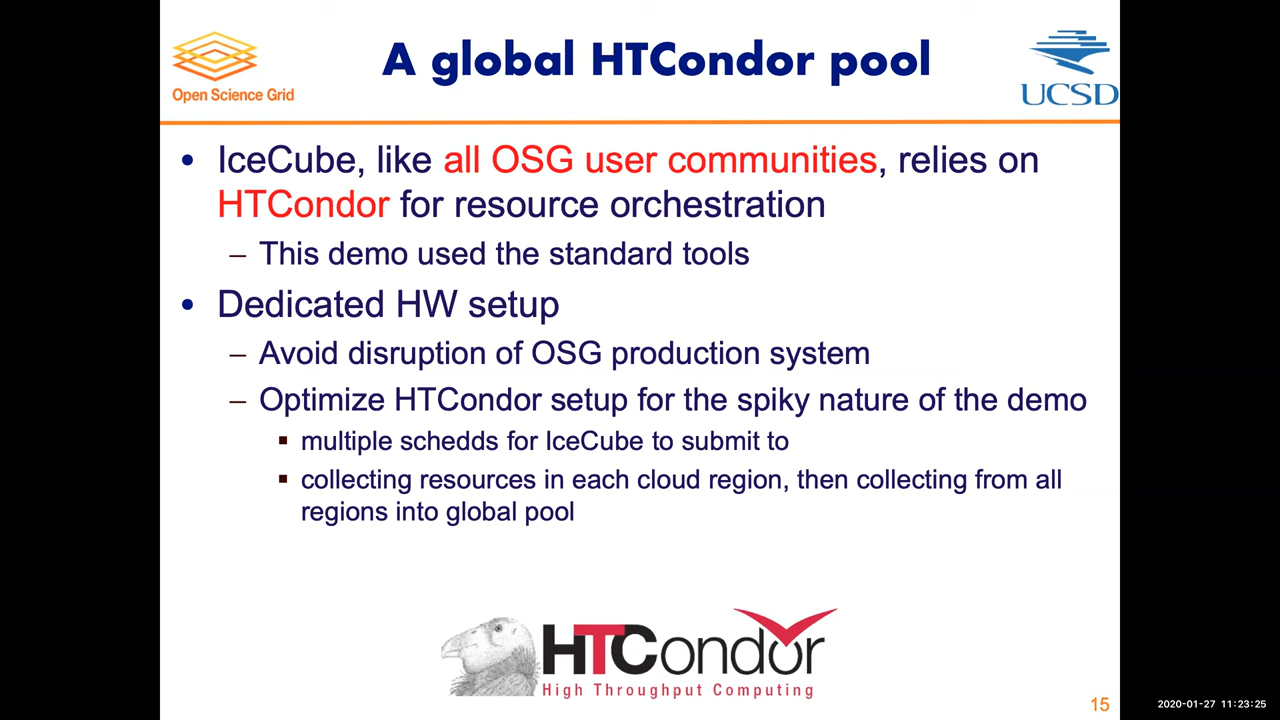 A global HTCondor pool
Open Science Grid
UCSD
• IceCube, like all OSG user communities, relies on
HTCondor for resource orchestration
– This demo used the standard tools
• Dedicated HW setup
– Avoid disruption of OSG production system
– Optimize HTCondor setup for the spiky nature of the demo
▪ multiple schedds for IceCube to submit to
▪ collecting resources in each cloud region, then collecting from all
regions into global pool
HTCondor
High Throughput Computing
15
2020-01-27 11:23:25